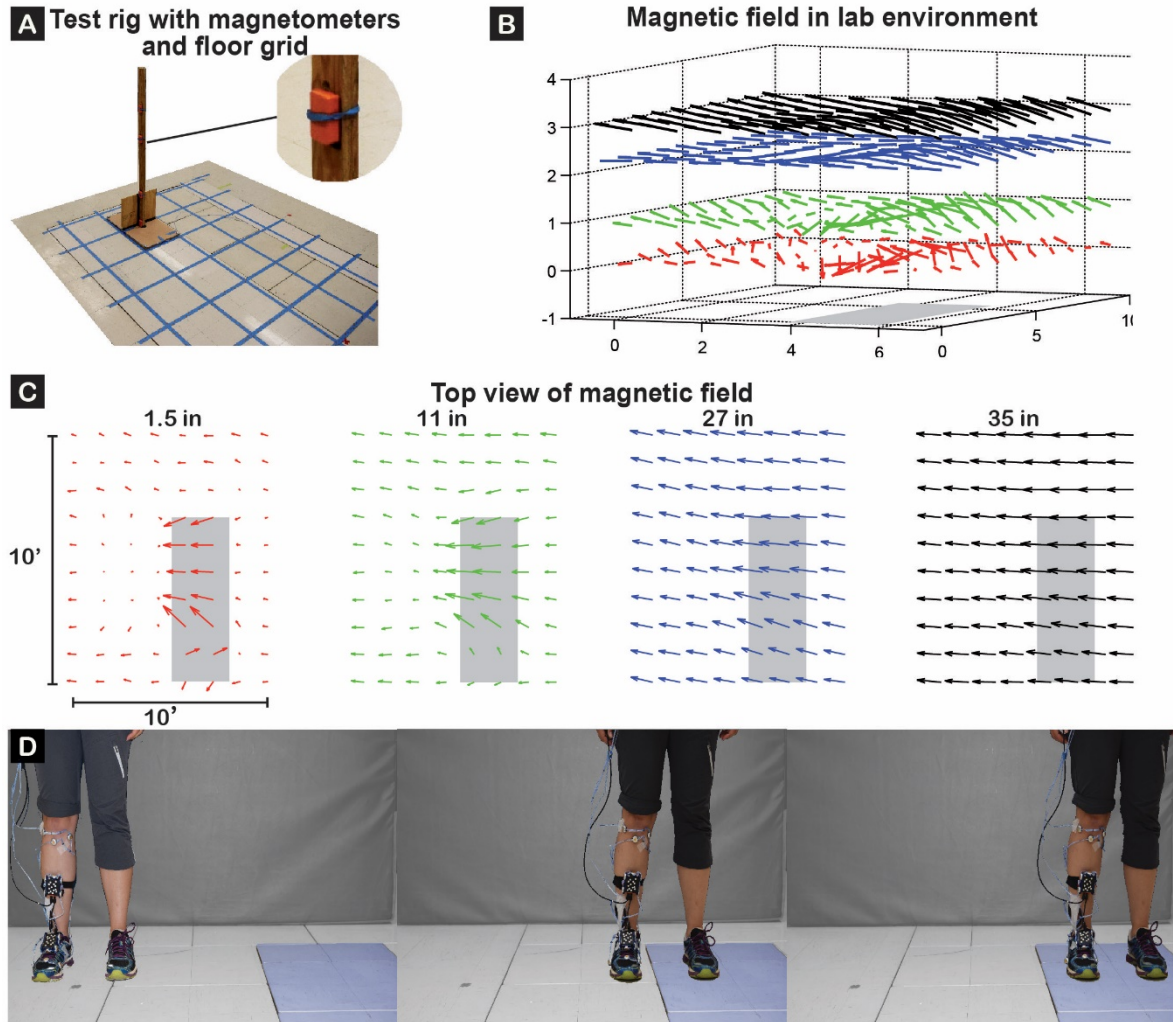 A Test rig with magnetometers
and floor grid
B Magnetic field in lab environment
4
3
2
1
0
-1
0 2 4 6 0 5 10
C Top view of magnetic field
1.5 in 11 in 27 in 35 in
10'
10'
D